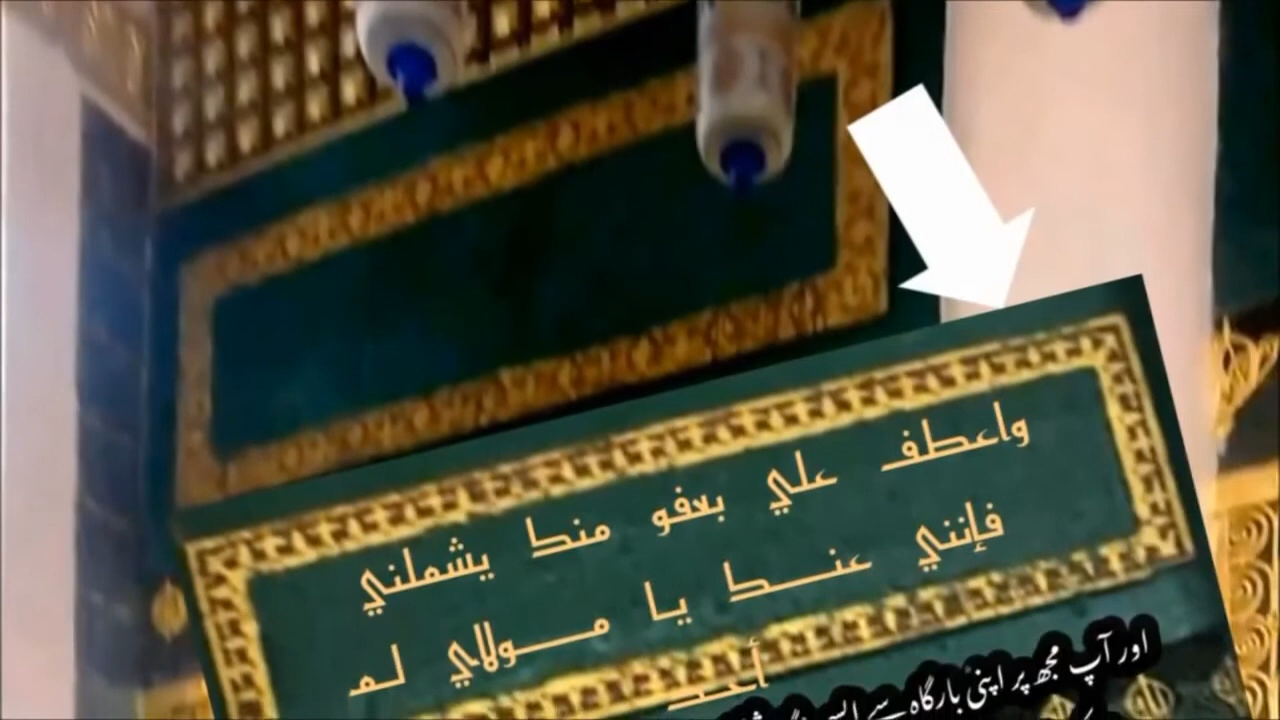 واعطف علي بعفو منك يشملني
فإنني عنك يا مولاي لم
أحد
اور آپ مجھ پر اپنی بارگاہ سے